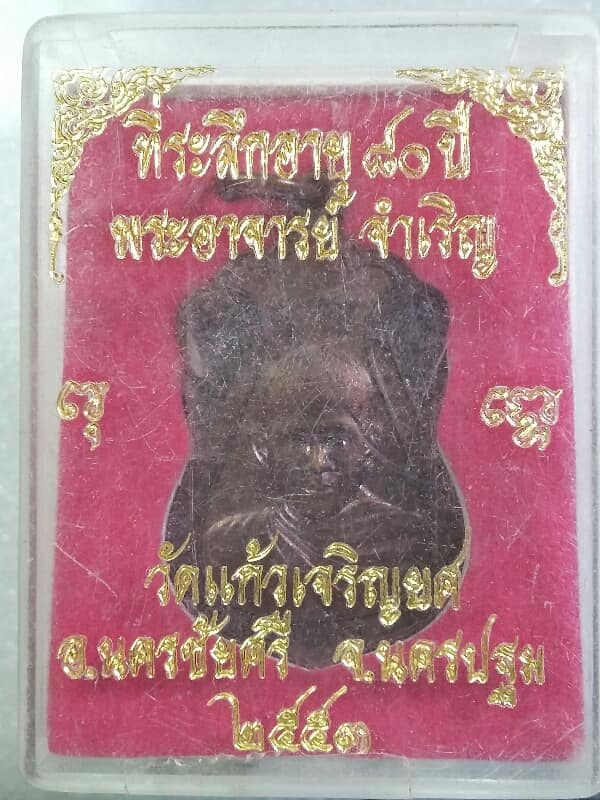 ที่ระลึกอายุ ๘๐ ปี
พระอาจารย์ จำเริญ
วัดแก้วเจริญยศ
อ.นครชัยศรี จ.นครปฐม
๒๕๕๓